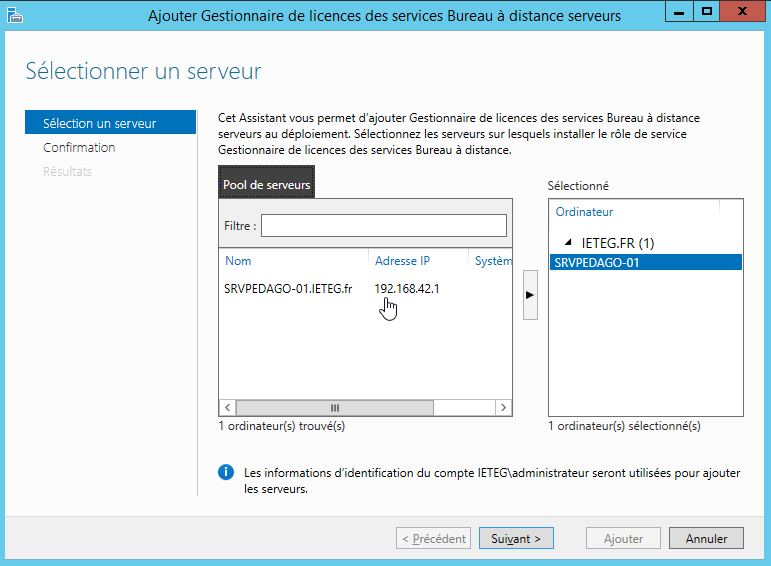 Ajouter Gestionnaire de licences des services Bureau à distance serveurs
Sélectionner un serveur
Sélection un serveur
Confirmation
Résultats
Cet Assistant vous permet d'ajouter Gestionnaire de licences des services Bureau à distance
serveurs au déploiement. Sélectionnez les serveurs sur lesquels installer le rôle de service
Gestionnaire de licences des services Bureau à distance.
Pool de serveurs
Filtre :
Nom Adresse IP Systèm
SRVPEDAGO-01.IETEG.fr 192.168.42.1
1 ordinateur(s) trouvé(s)
Sélectionné
Ordinateur
IETEG.FR (1)
SRVPEDAGO-01
1 ordinateur(s) sélectionné(s)
Les informations d'identification du compte IETEG\administrateur seront utilisées pour ajouter
les serveurs.
< Précédent Suivant > Ajouter Annuler